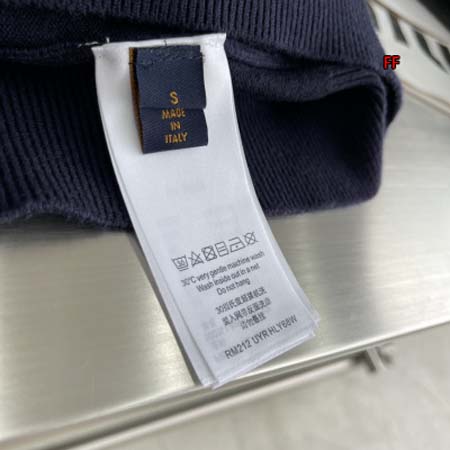 FF
S
MADE
IN
ITALY
30°C very gentle machine wash
Wash inside out in a net
Do not hang
RM212 UYR HLY68W